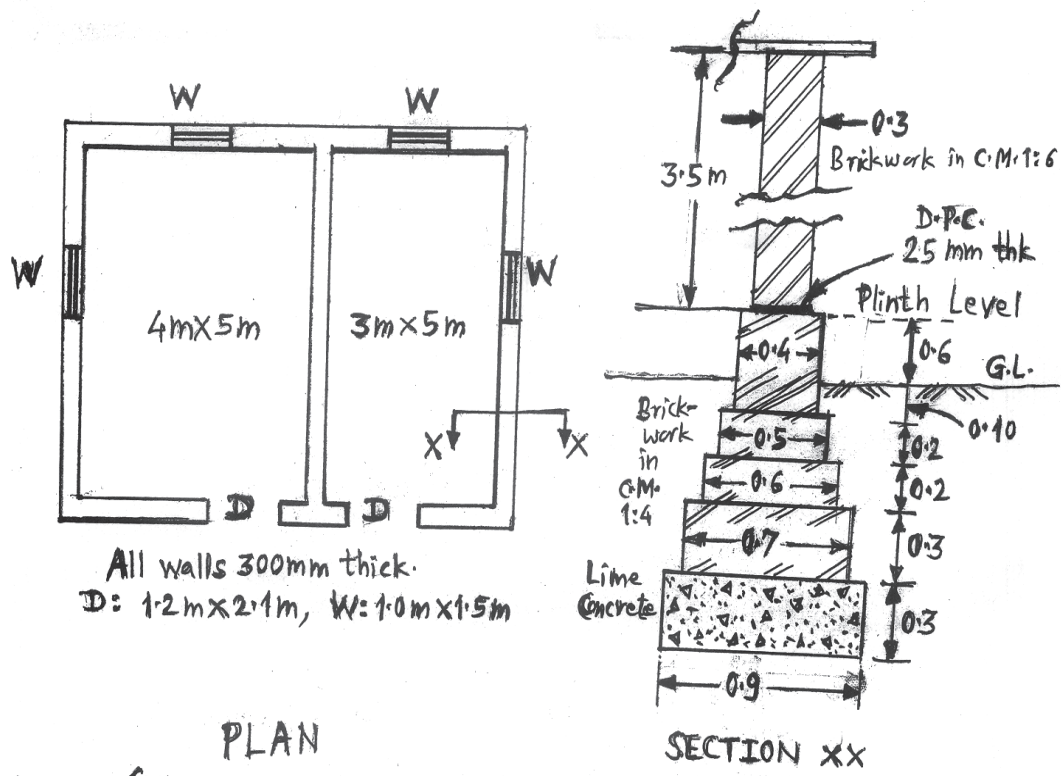 W
W
W
W
4m×5m
3m×5m
X
X
D
D
All walls 300mm thick.
D: 1.2m×2.1m, W: 1.0m×1.5m
PLAN
0.3
Brickwork in C.M. 1:6
3.5m
D.P.C.
25 mm thk
Plinth Level
0.4
0.6
G.L.
Brick-
work
in
C.M.
1:4
0.10
0.5
0.2
0.6
0.2
0.7
0.3
Lime
Concrete
0.3
0.9
SECTION XX